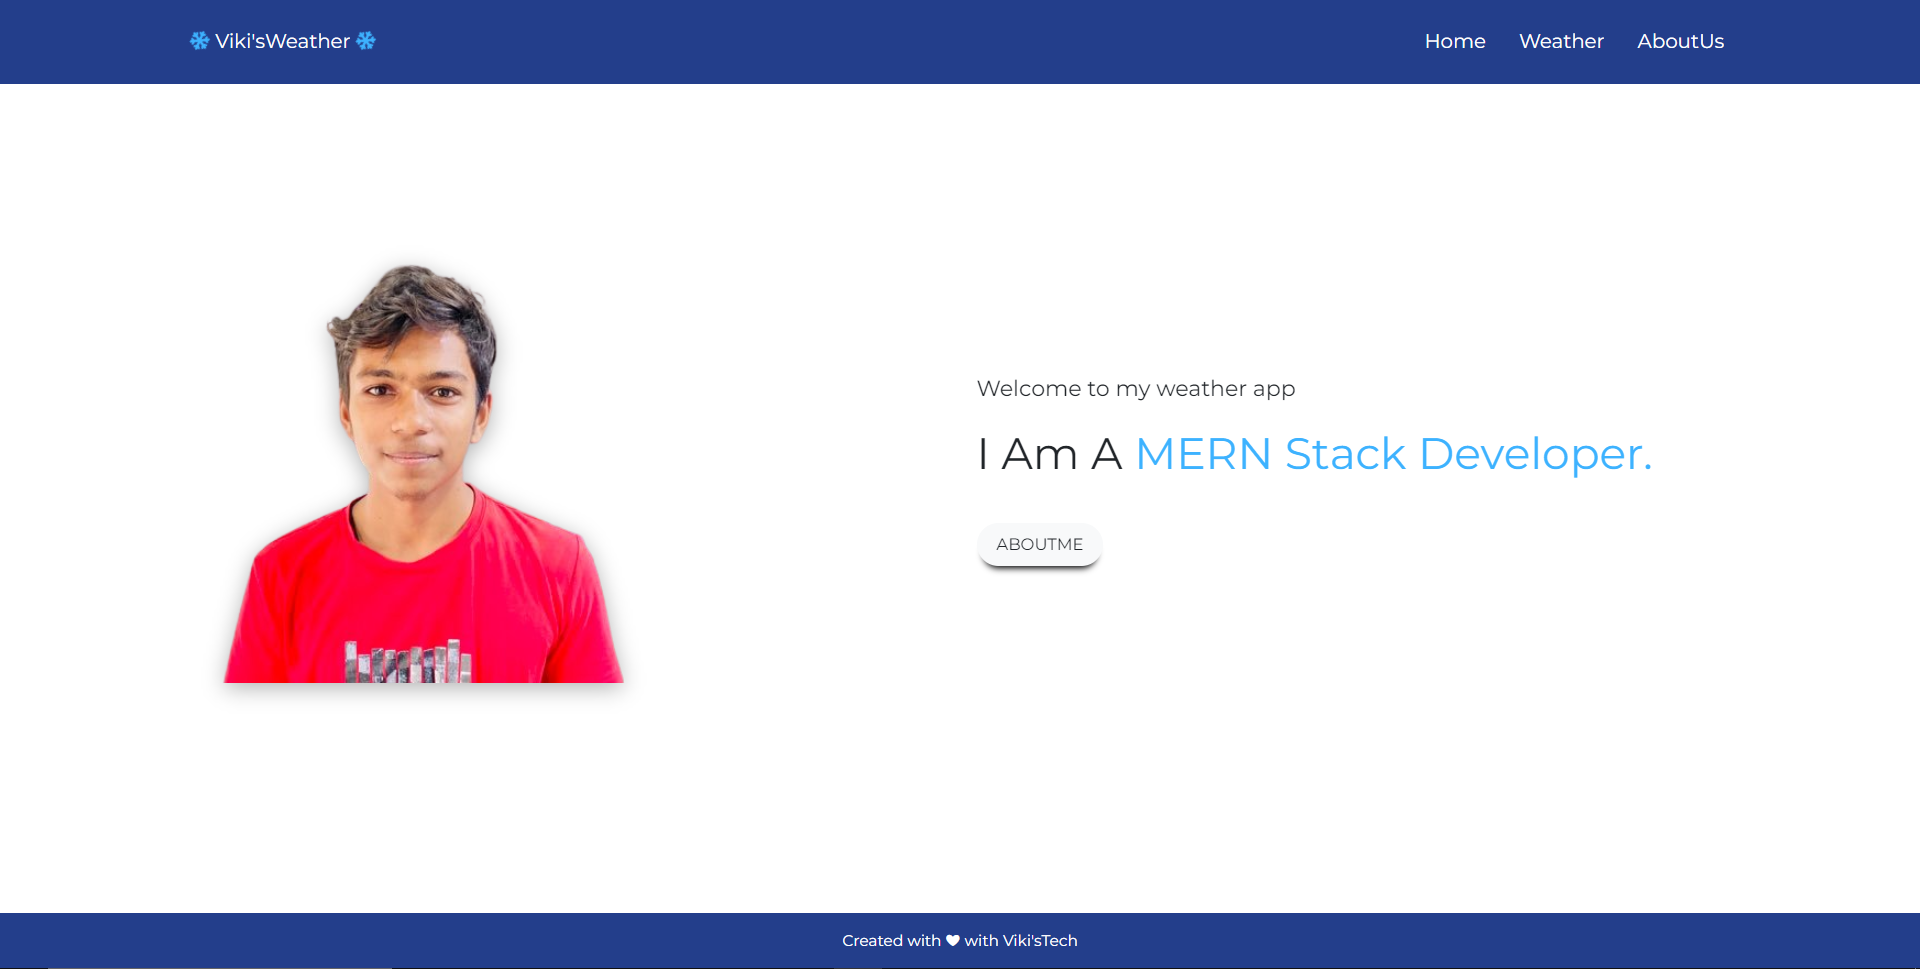 Viki'sWeather
Home Weather AboutUs
Welcome to my weather app
I Am A MERN Stack Developer.
ABOUTME
Created with with Viki'sTech